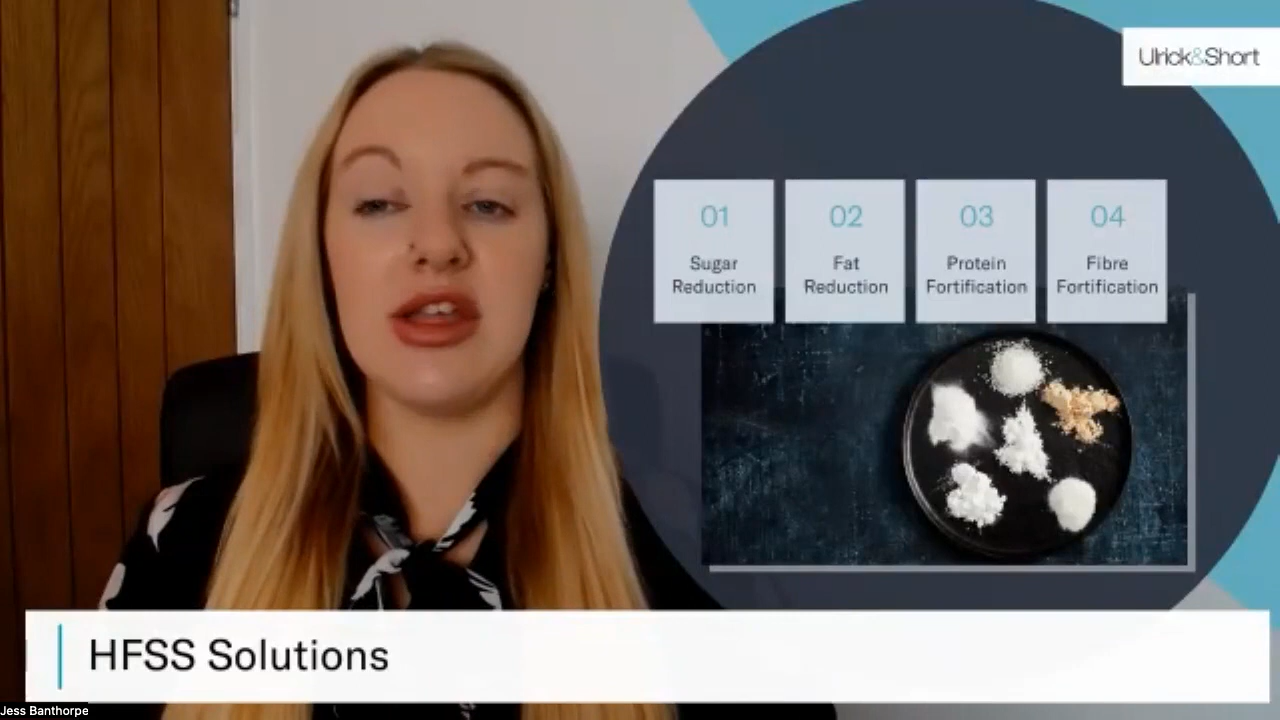 Ulrick&Short
01
Sugar
Reduction
02
Fat
Reduction
03
Protein
Fortification
04
Fibre
Fortification
HFSS Solutions
Jess Banthorpe